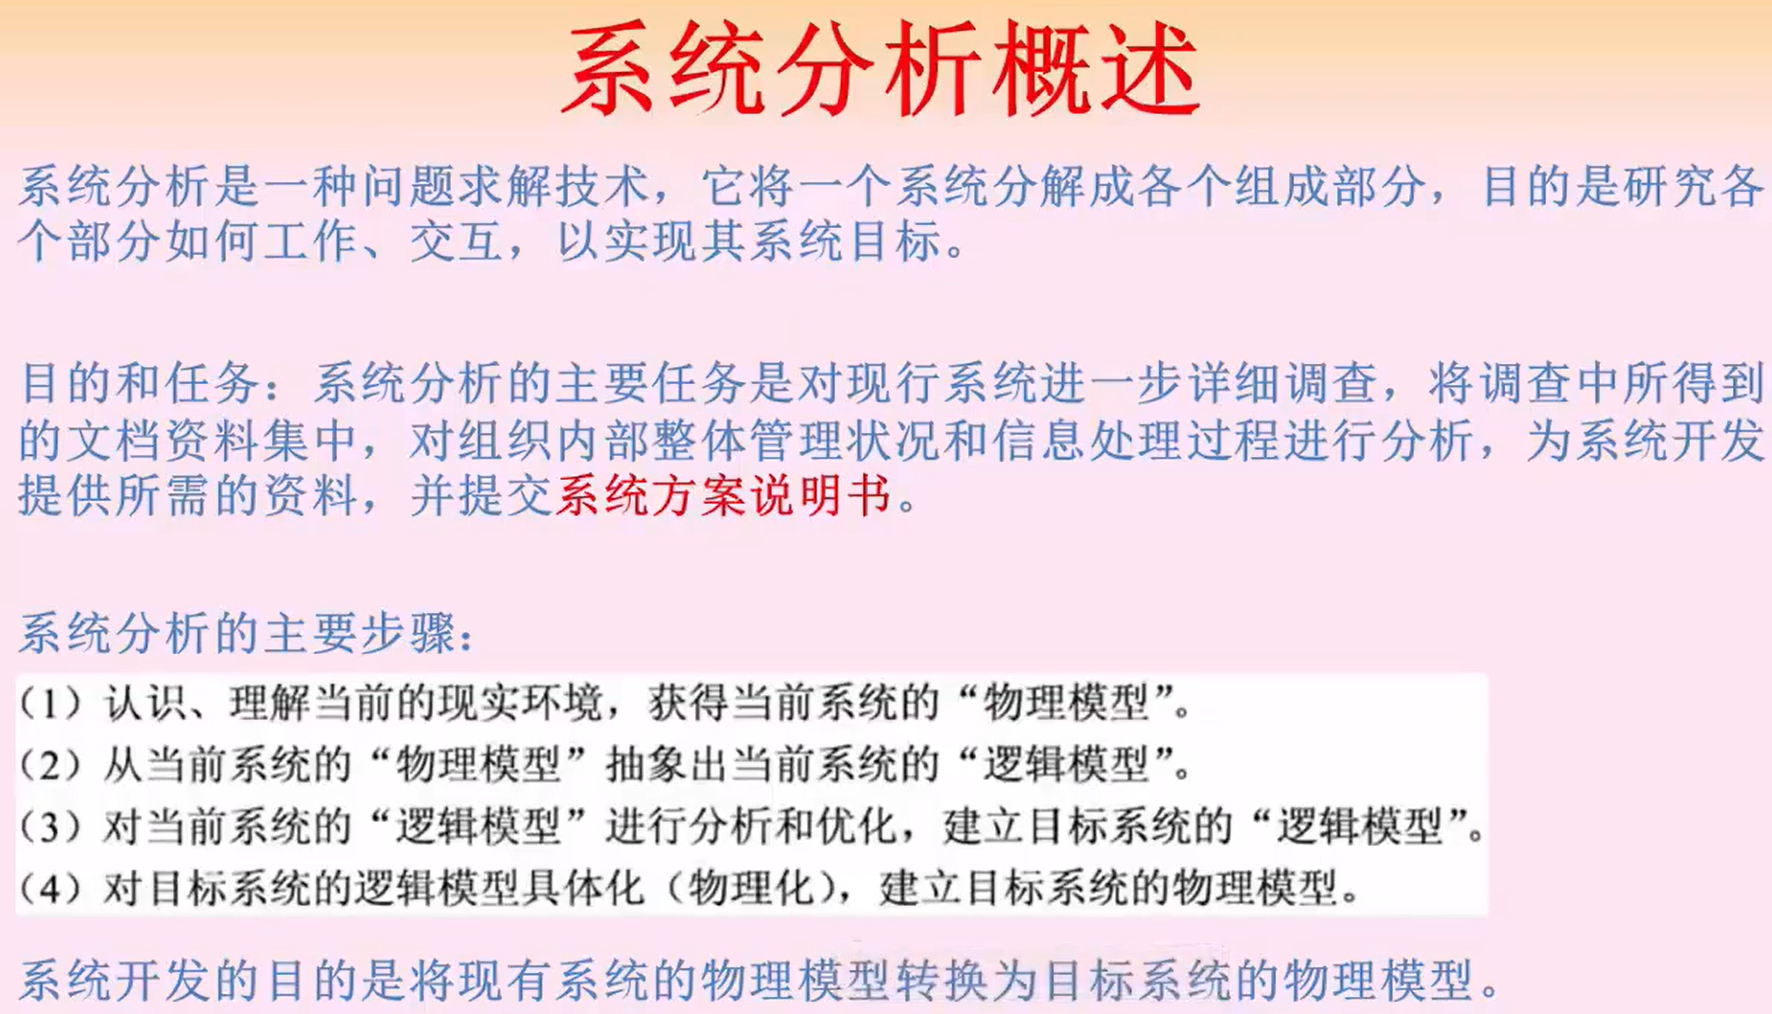 系统分析概述
系统分析是一种问题求解技术，它将一个系统分解成各个组成部分，目的是研究各
个部分如何工作、交互，以实现其系统目标。
目的和任务：系统分析的主要任务是对现行系统进一步详细调查，将调查中所得到
的文档资料集中，对组织内部整体管理状况和信息处理过程进行分析，为系统开发
提供所需的资料，并提交系统方案说明书。
系统分析的主要步骤：
（1）认识、理解当前的现实环境，获得当前系统的“物理模型”。
（2）从当前系统的“物理模型”抽象出当前系统的“逻辑模型”。
（3）对当前系统的“逻辑模型”进行分析和优化，建立目标系统的“逻辑模型”。
（4）对目标系统的逻辑模型具体化（物理化），建立目标系统的物理模型。
系统开发的目的是将现有系统的物理模型转换为目标系统的物理模型。